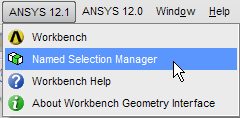 ANSYS 12.1 ANSYS 12.0 Window Help
Workbench
Named Selection Manager
Workbench Help
About Workbench Geometry Interface